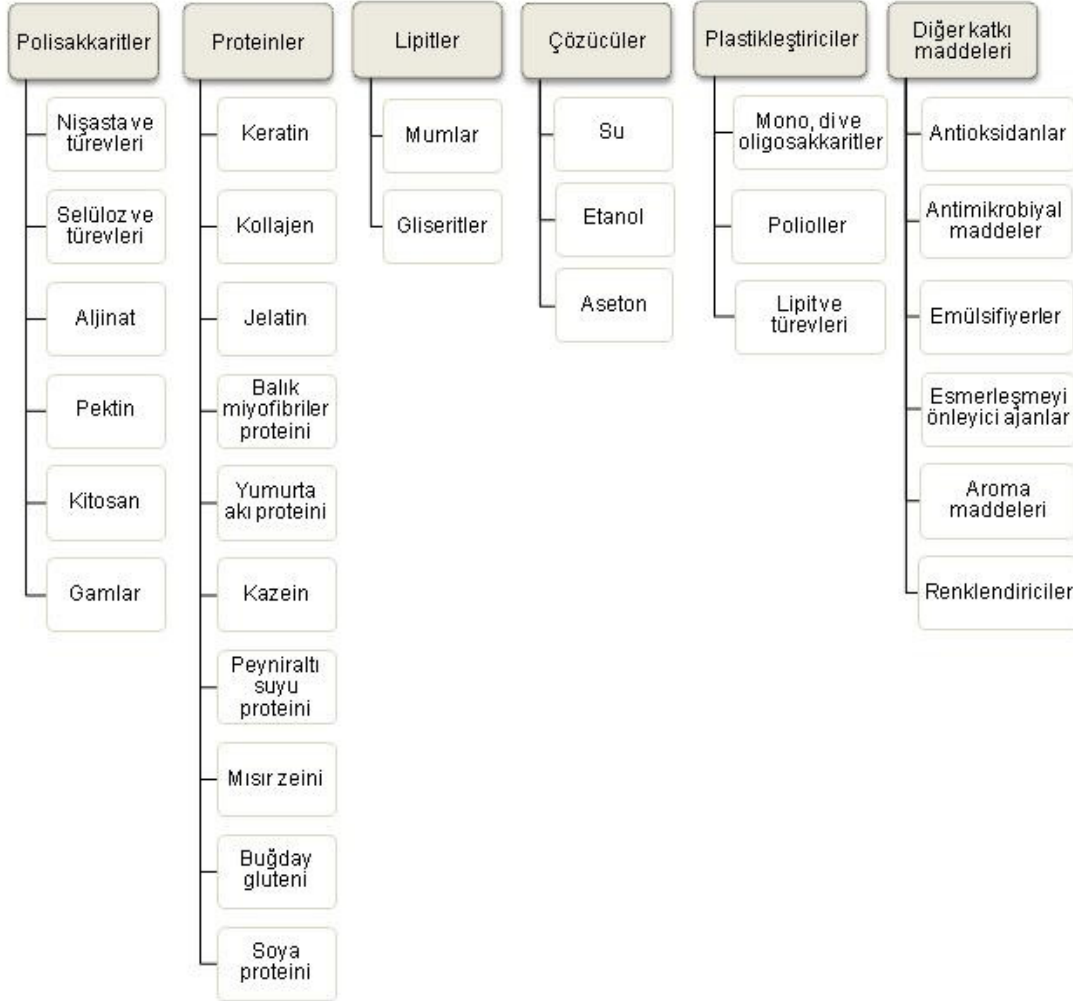 Polisakkaritler
Nişasta ve
türevleri
Selüloz ve
türevleri
Aljinat
Pektin
Kitosan
Gamlar
Proteinler
Keratin
Kollajen
Jelatin
Balık
miyofibriler
proteini
Yumurta
akı proteini
Kazein
Peyniraltı
suyu
proteini
Mısır zeini
Buğday
gluteni
Soya
proteini
Lipitler
Mumlar
Gliseritler
Çözücüler
Su
Etanol
Aseton
Plastikleştiriciler
Mono, di ve
oligosakkaritler
Polioller
Lipit ve
türevleri
Diğer katkı
maddeleri
Antioksidanlar
Antimikrobiyal
maddeler
Emülsifiyerler
Esmerleşmeyi
önleyici ajanlar
Aroma
maddeleri
Renklendiriciler